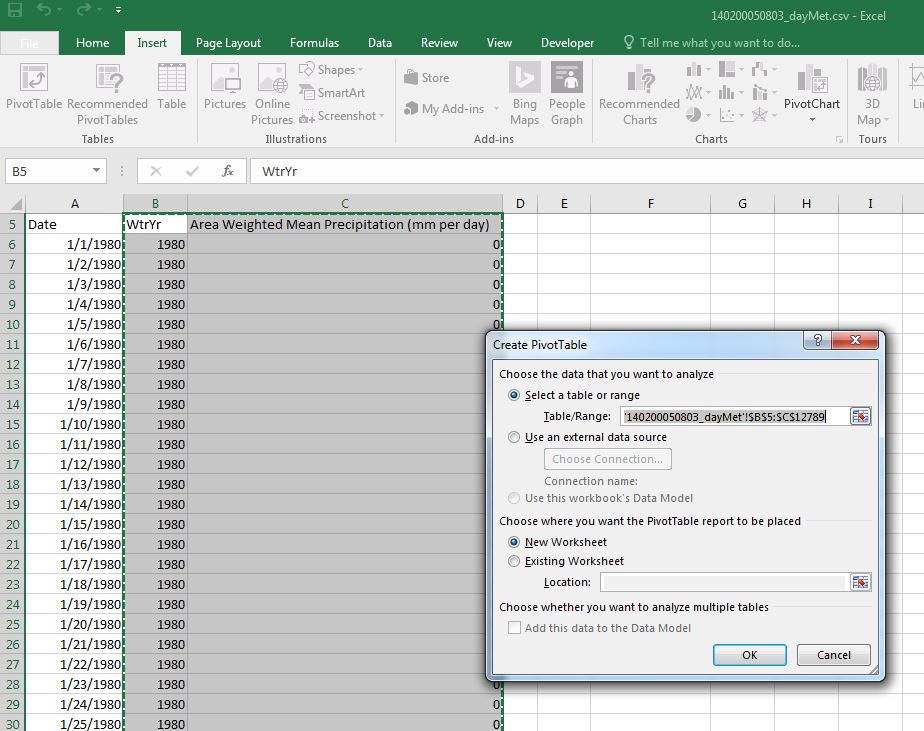 140200050803_dayMet.csv - Excel
File Home Insert Page Layout Formulas Data Review View Developer Tell me what you want to do...
PivotTable Recommended PivotTables Table
Tables
Pictures Online Pictures Shapes SmartArt Screenshot
Illustrations
Store My Add-ins Bing Maps People Graph
Add-ins
Recommended Charts PivotChart
Charts
3D Map
Tours
B5 fx WtrYr
A B C D E F G H I
5 Date WtrYr Area Weighted Mean Precipitation (mm per day)
6 1/1/1980 1980 0
7 1/2/1980 1980 0
8 1/3/1980 1980 0
9 1/4/1980 1980 0
10 1/5/1980 1980 0
11 1/6/1980 1980
12 1/7/1980 1980
13 1/8/1980 1980
14 1/9/1980 1980
15 1/10/1980 1980
16 1/11/1980 1980
17 1/12/1980 1980
18 1/13/1980 1980
19 1/14/1980 1980
20 1/15/1980 1980
21 1/16/1980 1980
22 1/17/1980 1980
23 1/18/1980 1980
24 1/19/1980 1980
25 1/20/1980 1980
26 1/21/1980 1980
27 1/22/1980 1980
28 1/23/1980 1980 0
29 1/24/1980 1980 0
30 1/25/1980 1980 0
Create PivotTable
Choose the data that you want to analyze
Select a table or range
Table/Range: '140200050803_dayMet'!$B$5:$C$12789
Use an external data source
Choose Connection...
Connection name:
Use this workbook's Data Model
Choose where you want the PivotTable report to be placed
New Worksheet
Existing Worksheet
Location:
Choose whether you want to analyze multiple tables
Add this data to the Data Model
OK Cancel